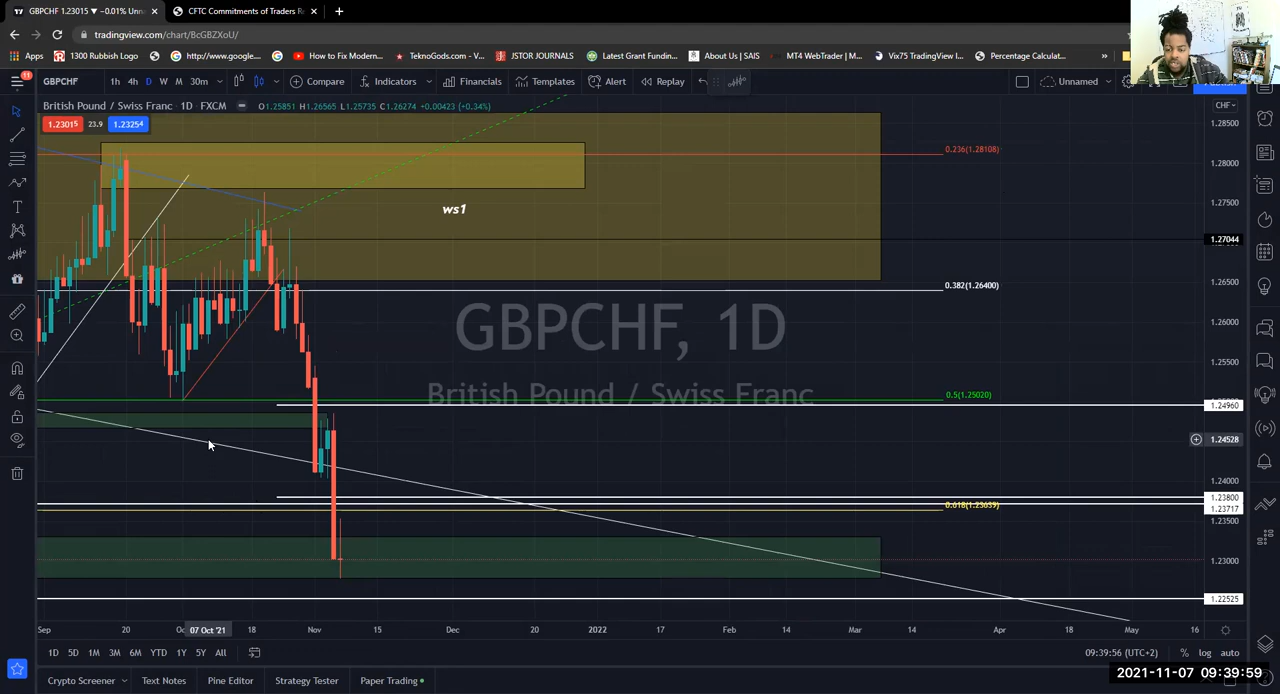 GBPCHF 1.23015 ▼ −0.01% Unn
CFTC Commitments of Traders R
tradingview.com/chart/BcGBZXoU/
Apps
1300 Rubbish Logo
http://www.google...
How to Fix Modern...
TeknoGods.com - V...
JSTOR JOURNALS
Latest Grant Fundin...
About Us | SAIS
MT4 WebTrader | M...
Vix75 TradingView I...
Percentage Calculat...
»
11
GBPCHF
1h 4h D W M 30m
Compare
Indicators
Financials
Templates
Alert
Replay
Unnamed
British Pound / Swiss Franc · 1D · FXCM
O1.25851 H1.26565 L1.25735 C1.26274 +0.00423 (+0.34%)
CHF
1.23015 23.9 1.23254
1.28500
0.236(1.28108)
1.28000
1.27500
ws1
1.27044
1.26500
0.382(1.26400)
GBPCHF, 1D
1.26000
1.25500
British Pound / Swiss Franc
0.5(1.25020)
1.24960
1.24528
1.24000
1.23800
0.618(1.23639)
1.23717
1.23500
1.23000
1.22525
Sep 20 07 Oct '21 18 Nov 15 Dec 20 2022 17 Feb 14 Mar 14 Apr 18 May 16
1D 5D 1M 3M 6M YTD 1Y 5Y All
09:39:56 (UTC+2) % log auto
2021-11-07 09:39:59
Crypto Screener
Text Notes
Pine Editor
Strategy Tester
Paper Trading